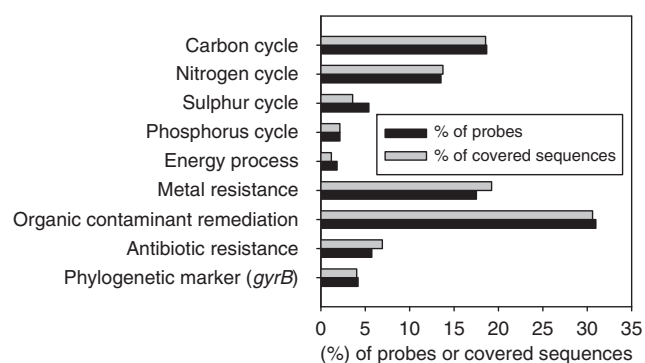 Carbon cycle
Nitrogen cycle
Sulphur cycle
Phosphorus cycle
Energy process
Metal resistance
Organic contaminant remediation
Antibiotic resistance
Phylogenetic marker (gyrB)
% of probes
% of covered sequences
0 5 10 15 20 25 30 35
(%) of probes or covered sequences